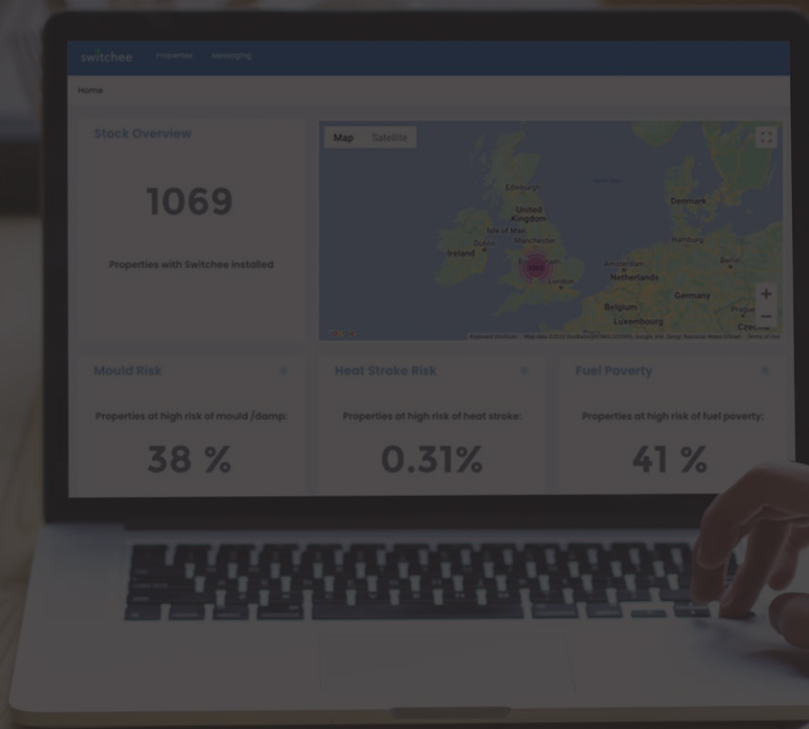 switchee Properties Messaging
Home
Stock Overview
1069
Properties with Switchee installed
Map Satellite
Edinburgh
United
Kingdom
Isle of Man
Dublin
Manchester
Ireland
London
Denmark
Hamburg
Amsterdam
Berlin
Netherlands
Belgium
Germany
Prague
Luxembourg
Mould Risk
Properties at high risk of mould /damp:
38 %
Heat Stroke Risk
Properties at high risk of heat stroke:
0.31%
Fuel Poverty
Properties at high risk of fuel poverty:
41 %